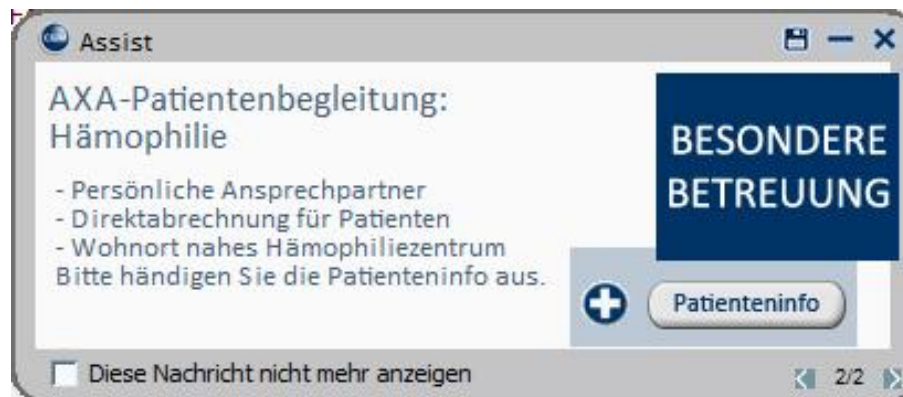 Assist
AXA-Patientenbegleitung:
Hämophilie
- Persönliche Ansprechpartner
- Direktabrechnung für Patienten
- Wohnort nahes Hämophiliezentrum
Bitte händigen Sie die Patienteninfo aus.
BESONDERE
BETREUUNG
Patienteninfo
Diese Nachricht nicht mehr anzeigen
2/2